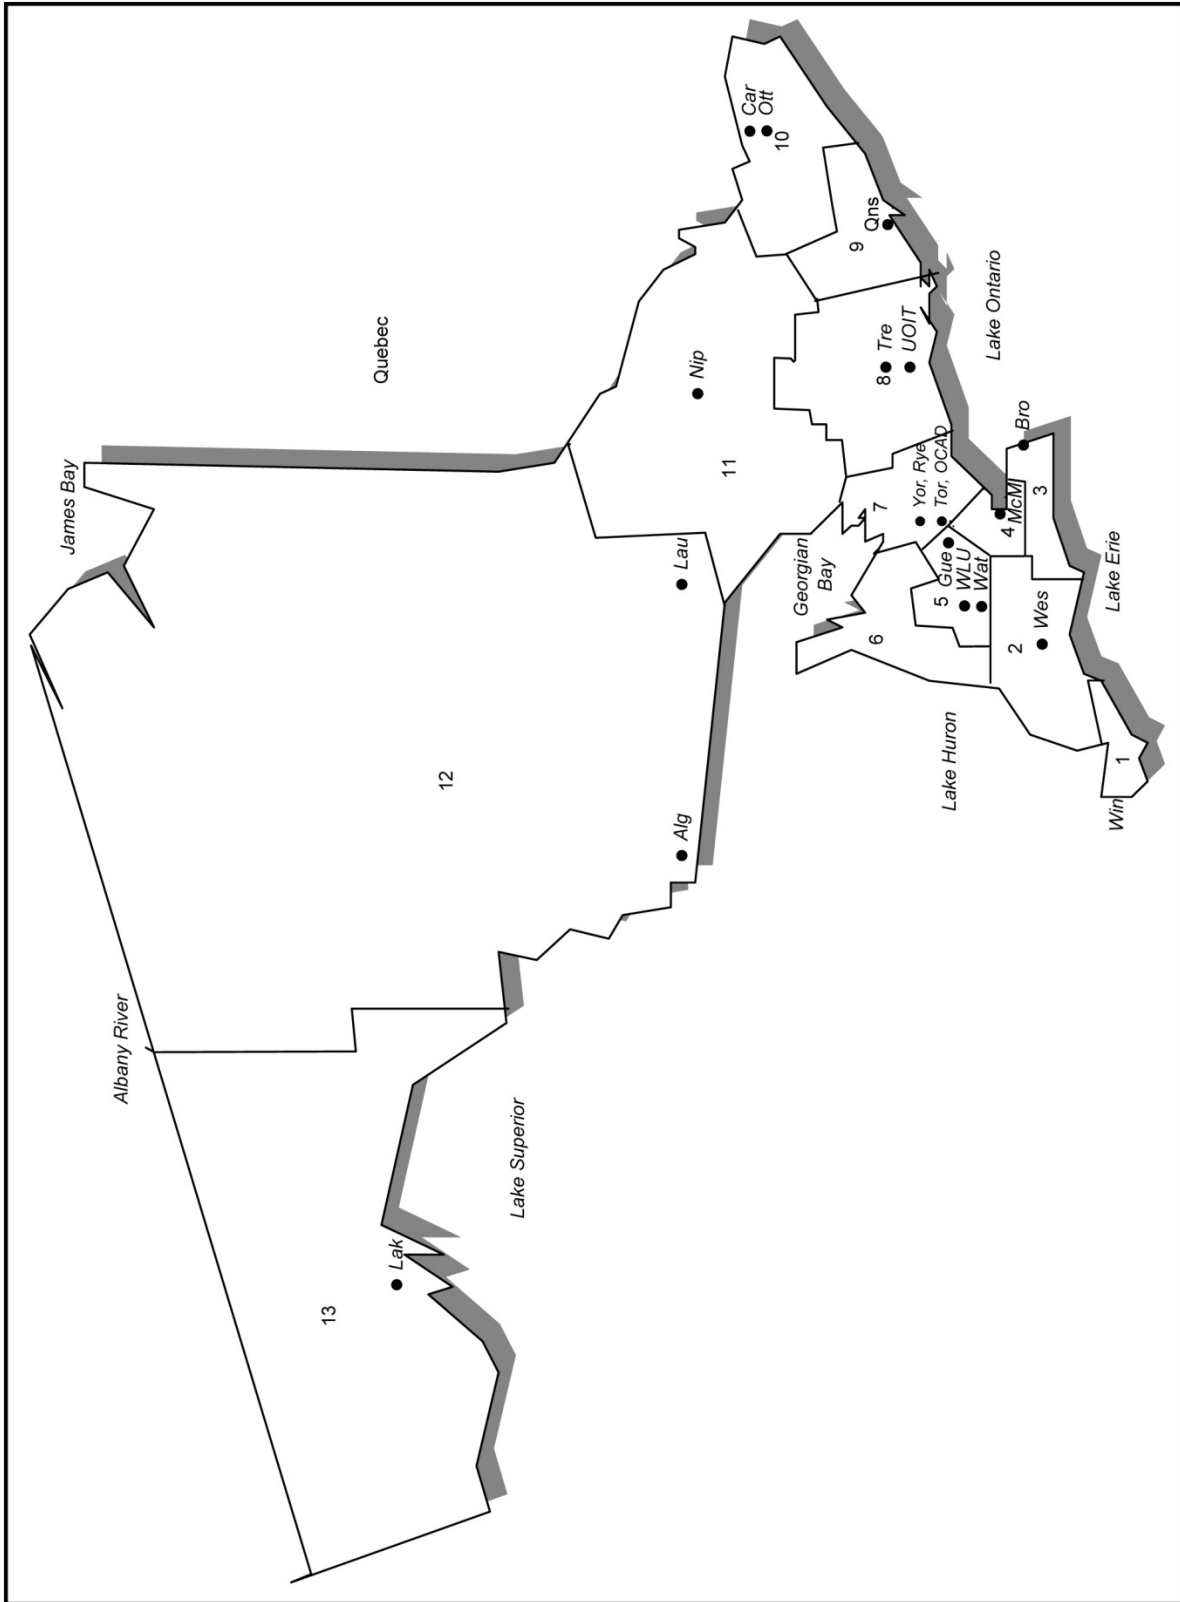 James Bay
Albany River
Quebec
12
13
Lak
Lake Superior
Lau
Alg
Nip
11
Car
Ott
10
Qns
9
Tre
8
UOIT
Lake Ontario
Georgian
Bay
7
Yor, Rye
Tor, OCAD
6
Gue
5
WLU
Wat
4
McM
Bro
3
2
Wes
Lake Huron
Lake Erie
1
Win